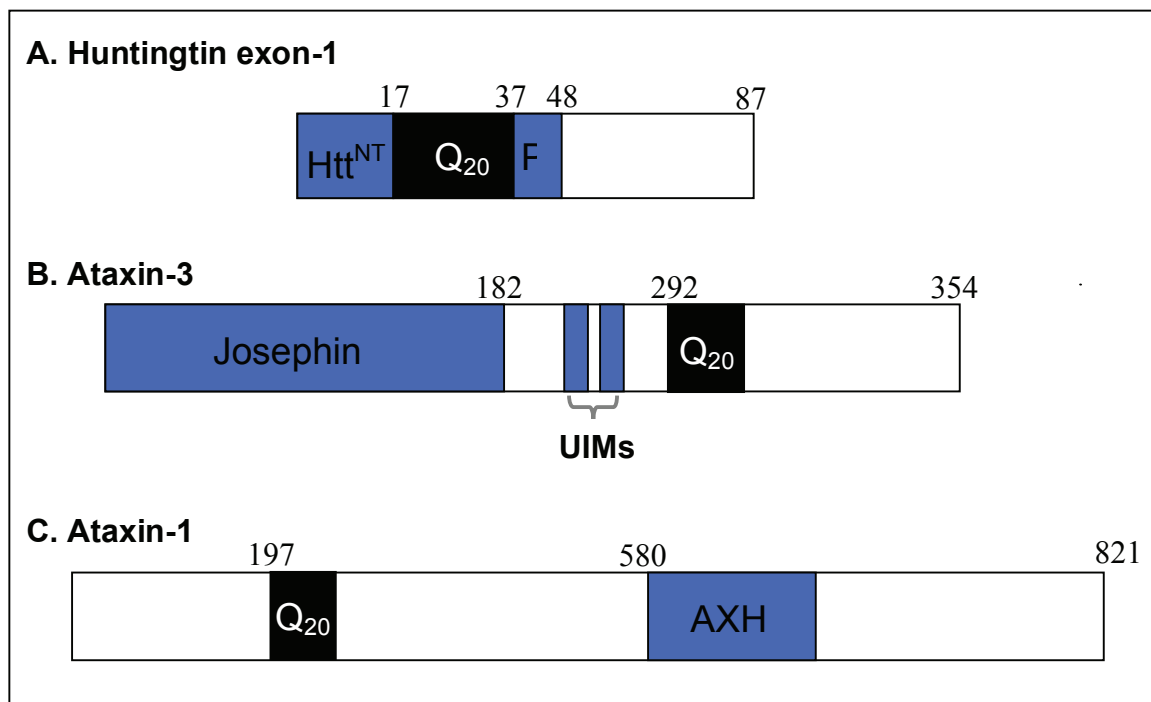 A. Huntingtin exon-1
17 37 48 87
Htt^NT Q₂₀ F
B. Ataxin-3
182 292 354
Josephin Q₂₀
UIMs
C. Ataxin-1
197 580 821
Q₂₀ AXH